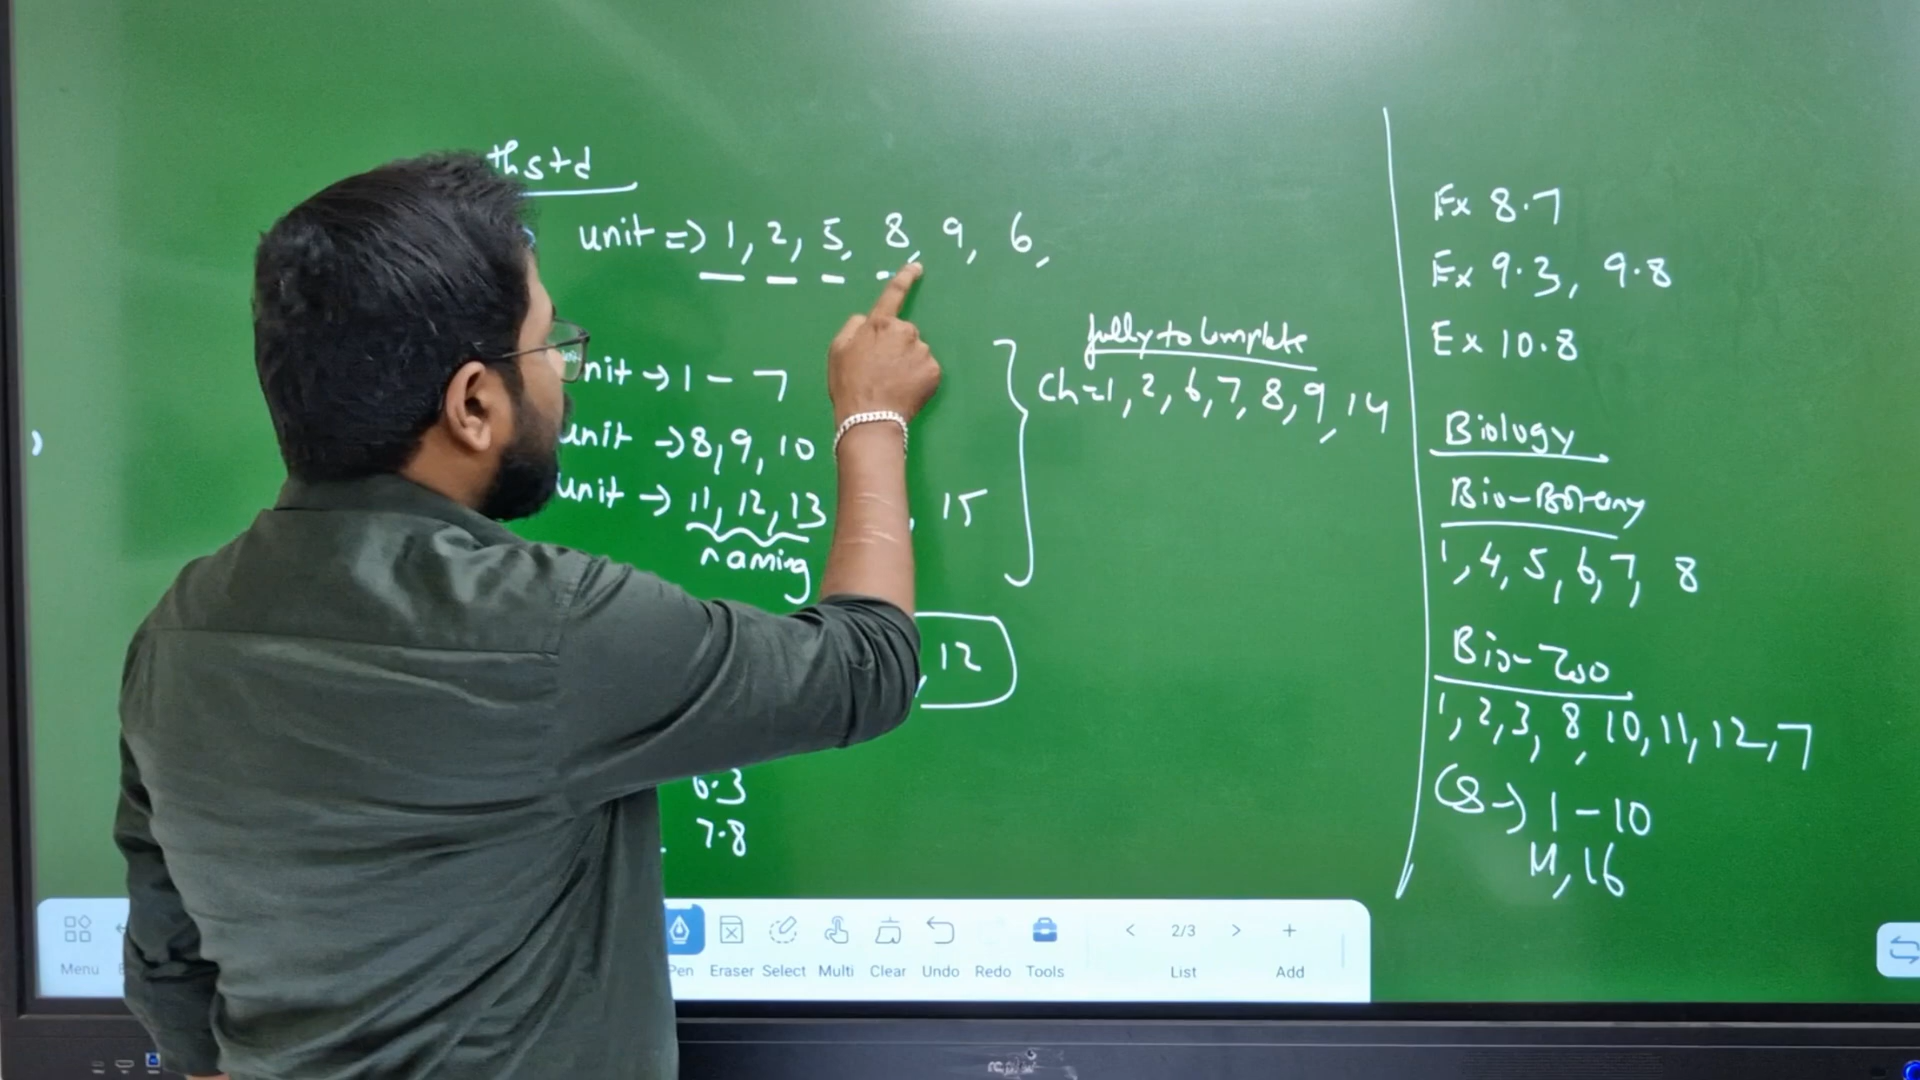 th std
unit => 1, 2, 5, 8, 9, 6,
nit → 1 - 7
unit → 8, 9, 10
unit → 11, 12, 13 , 15
naming
fully to complete
Ch = 1, 2, 6, 7, 8, 9, 14
, 12
6.3
7.8
Ex 8.7
Ex 9.3, 9.8
Ex 10.8
Biology
Bio-Botany
1, 4, 5, 6, 7, 8
Bio-Zoo
1, 2, 3, 8, 10, 11, 12, 7
CS → 1 - 10
16
Menu
Pen Eraser Select Multi Clear Undo Redo Tools
< 2/3 > +
List Add